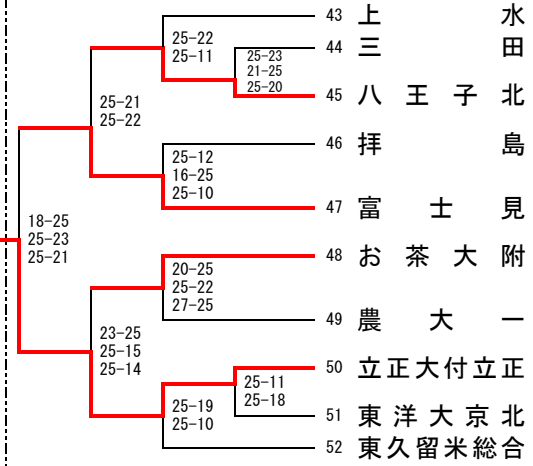 43 上水
25-22
25-11
44 三田
25-23
21-25
25-20
45 八王子北
25-21
25-22
46 拝島
25-12
16-25
25-10
47 富士見
18-25
25-23
25-21
48 お茶大附
20-25
25-22
27-25
49 農大一
23-25
25-15
25-14
50 立正大付立正
25-11
25-18
51 東洋大京北
25-19
25-10
52 東久留米総合